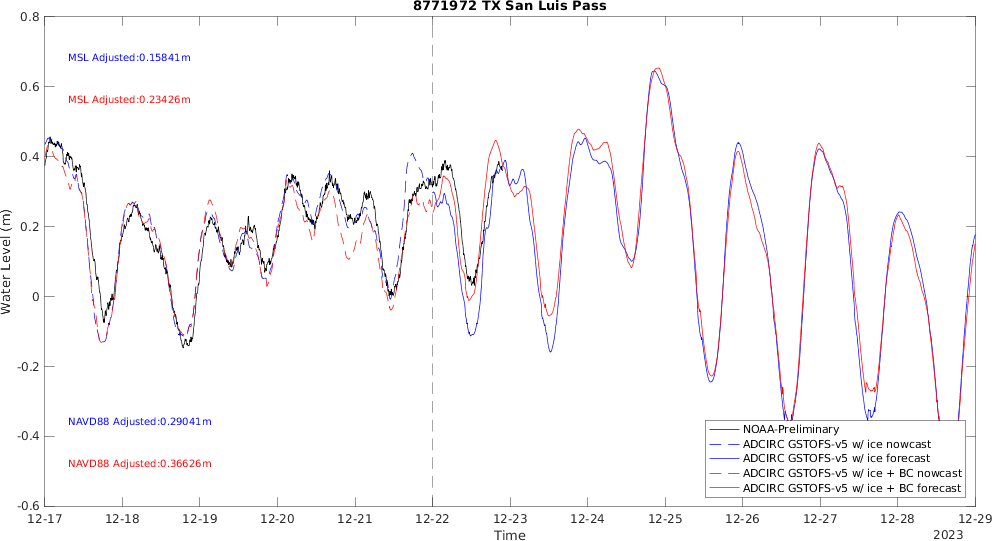 8771972 TX San Luis Pass
0.8
0.6
0.4
0.2
0
-0.2
-0.4
-0.6
Water Level (m)
MSL Adjusted:0.15841m
MSL Adjusted:0.23426m
NAVD88 Adjusted:0.29041m
NAVD88 Adjusted:0.36626m
NOAA-Preliminary
ADCIRC GSTOFS-v5 w/ ice nowcast
ADCIRC GSTOFS-v5 w/ ice forecast
ADCIRC GSTOFS-v5 w/ ice + BC nowcast
ADCIRC GSTOFS-v5 w/ ice + BC forecast
12-17 12-18 12-19 12-20 12-21 12-22 12-23 12-24 12-25 12-26 12-27 12-28 12-29
Time
2023